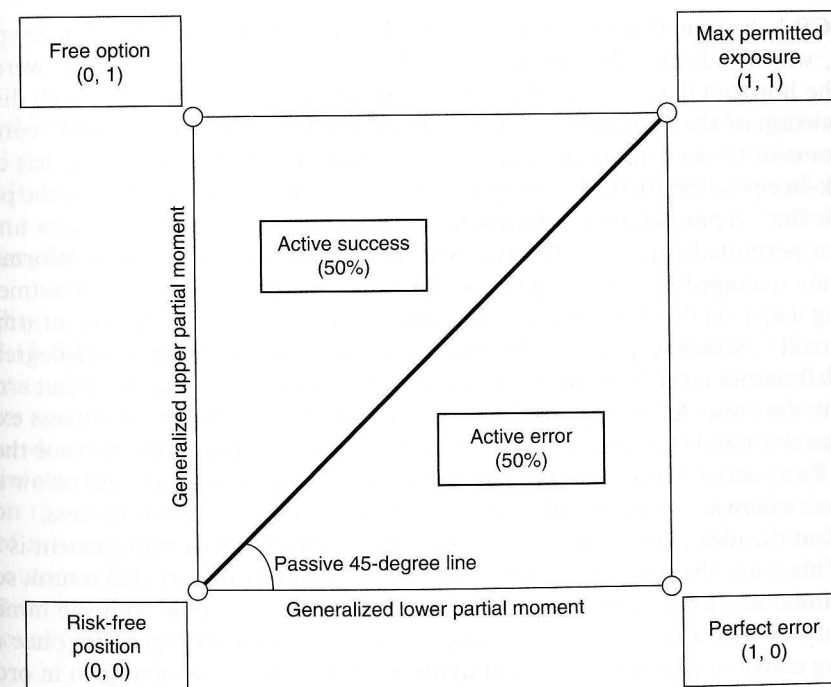 Free option
(0, 1)
Max permitted
exposure
(1, 1)
Active success
(50%)
Generalized upper partial moment
Active error
(50%)
Passive 45-degree line
Generalized lower partial moment
Risk-free
position
(0, 0)
Perfect error
(1, 0)